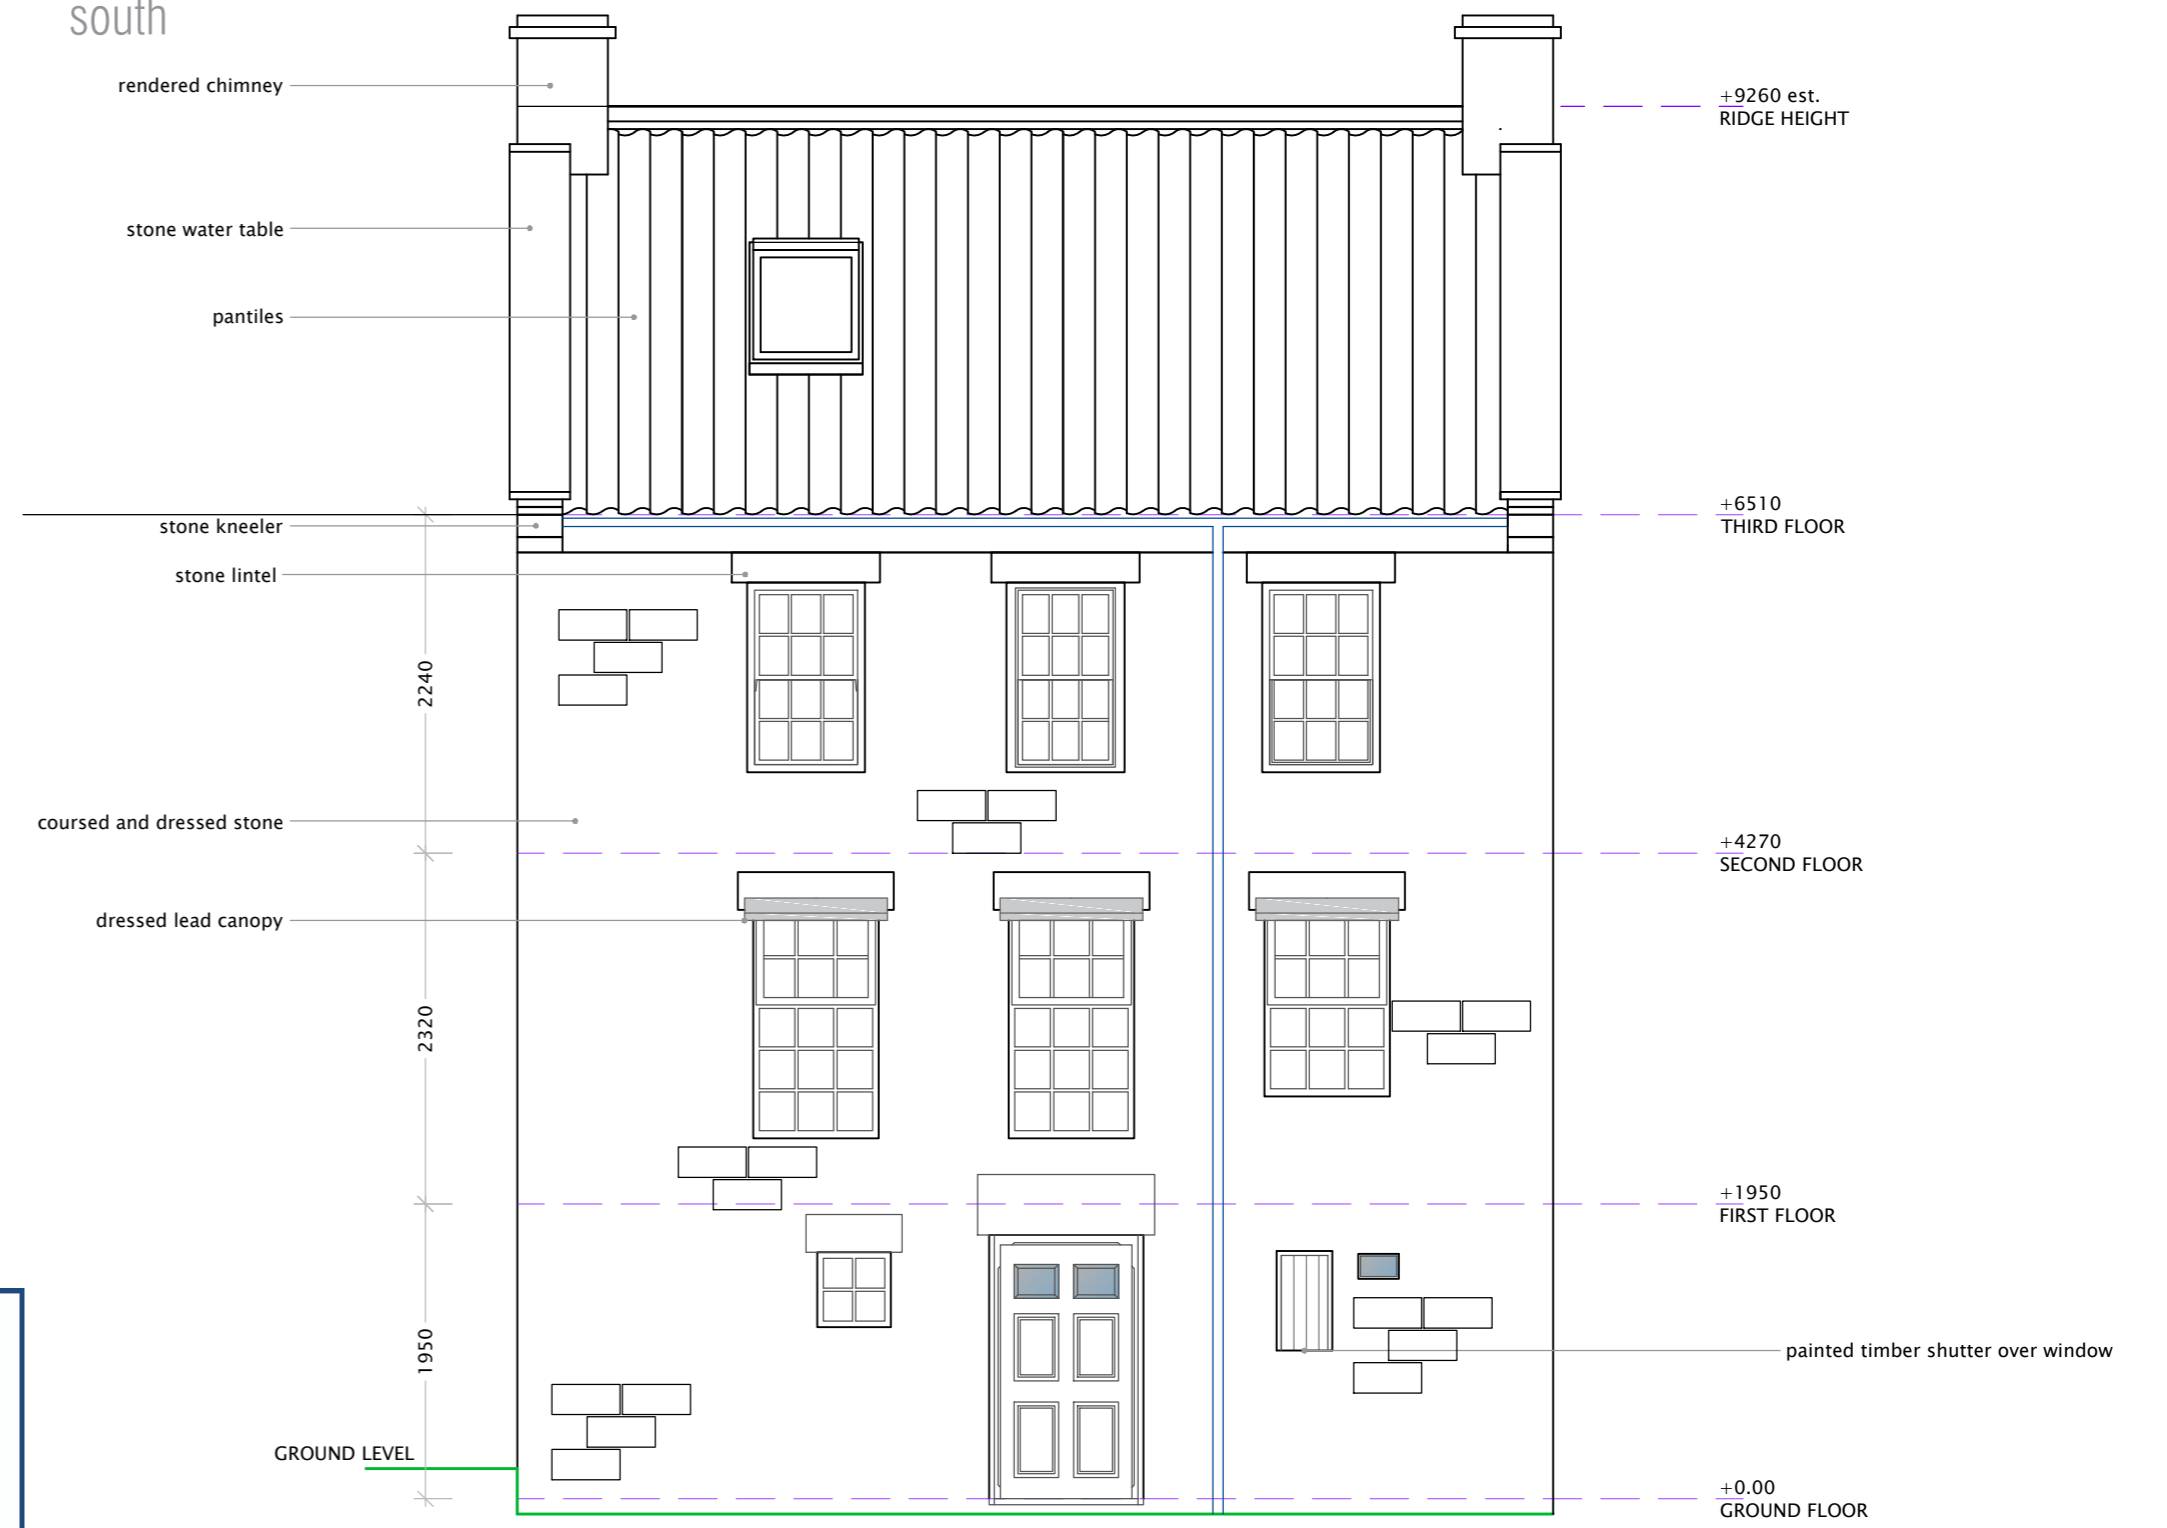 south
rendered chimney
+9260 est.
RIDGE HEIGHT
stone water table
pantiles
+6510
THIRD FLOOR
stone kneeler
stone lintel
2240
coursed and dressed stone
+4270
SECOND FLOOR
dressed lead canopy
2320
+1950
FIRST FLOOR
1950
painted timber shutter over window
GROUND LEVEL
+0.00
GROUND FLOOR